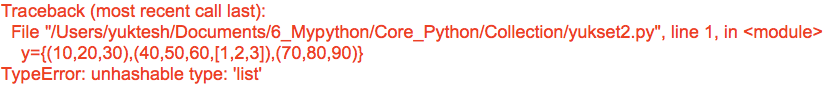 Traceback (most recent call last):
  File "/Users/yuktesh/Documents/6_Mypython/Core_Python/Collection/yukset2.py", line 1, in <module>
    y={(10,20,30),(40,50,60,[1,2,3]),(70,80,90)}
TypeError: unhashable type: 'list'